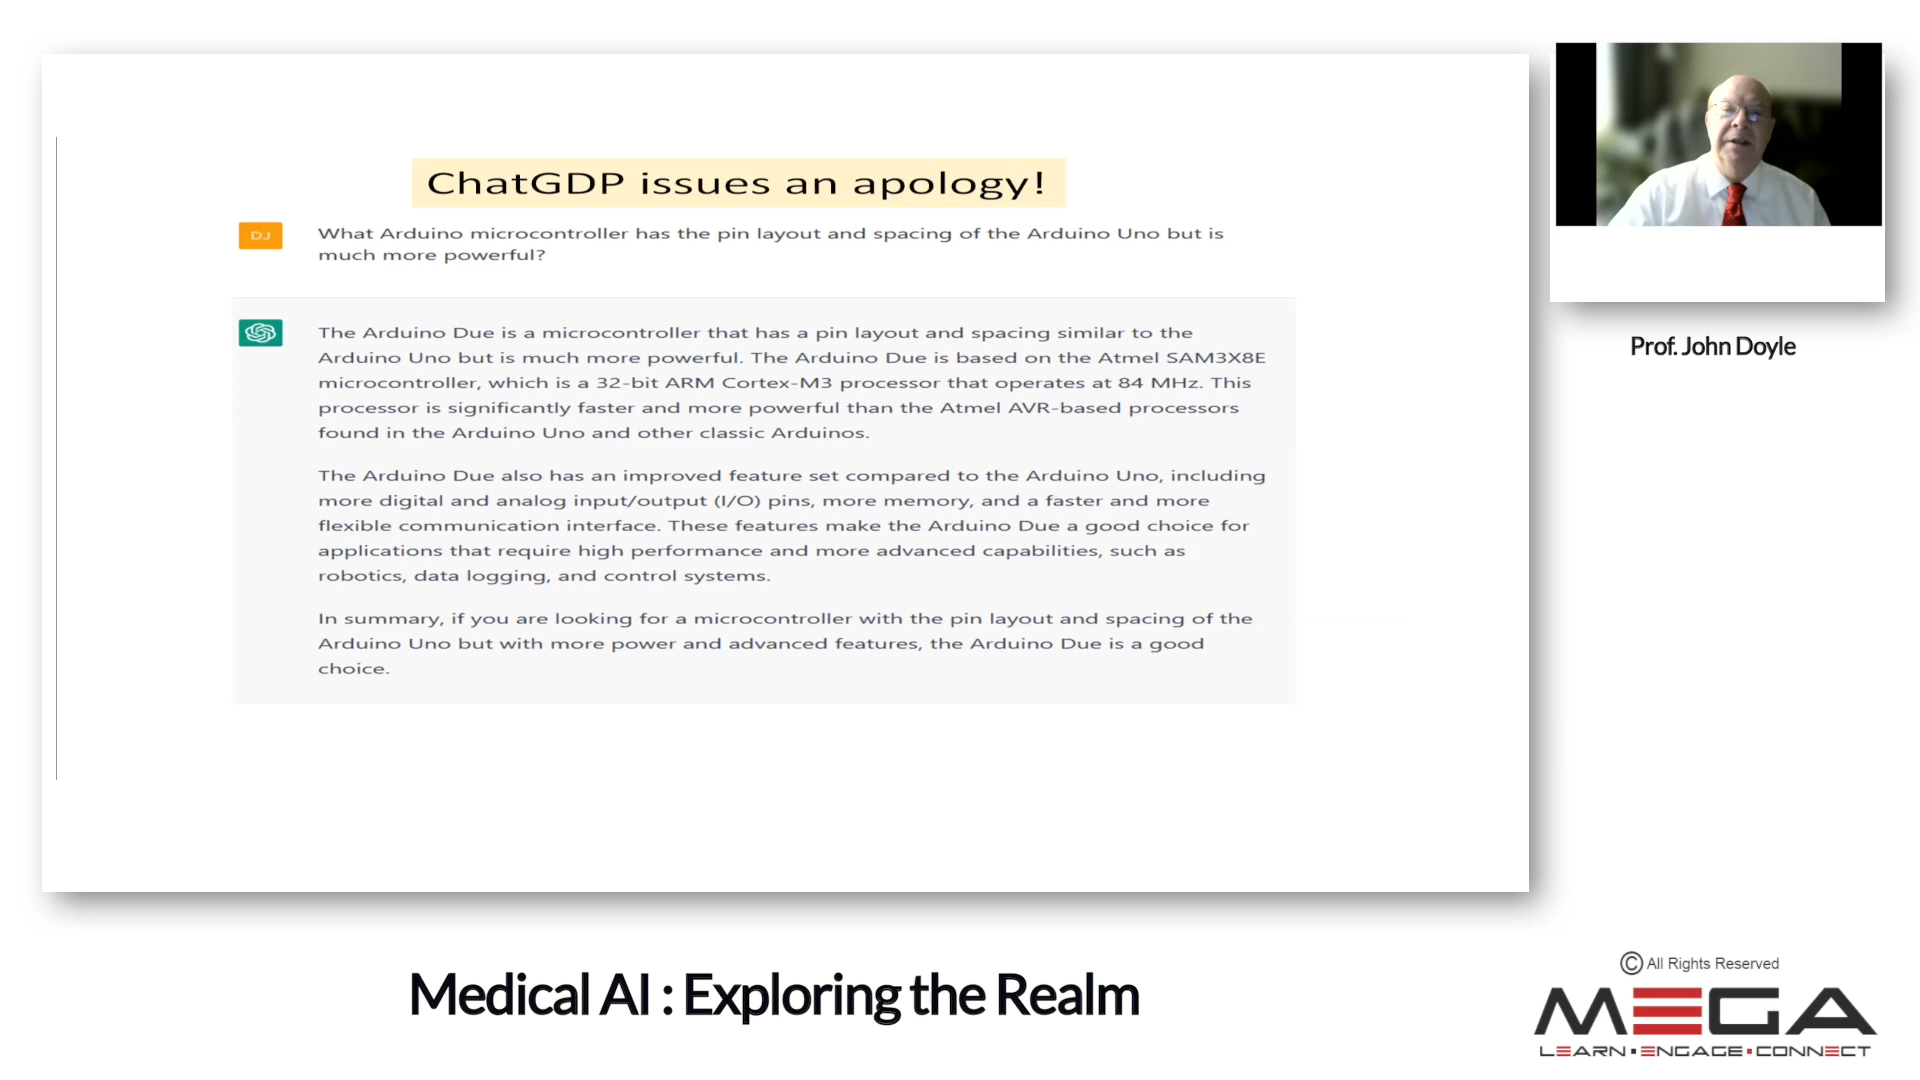 ChatGDP issues an apology!
DJ
What Arduino microcontroller has the pin layout and spacing of the Arduino Uno but is
much more powerful?
The Arduino Due is a microcontroller that has a pin layout and spacing similar to the
Arduino Uno but is much more powerful. The Arduino Due is based on the Atmel SAM3X8E
microcontroller, which is a 32-bit ARM Cortex-M3 processor that operates at 84 MHz. This
processor is significantly faster and more powerful than the Atmel AVR-based processors
found in the Arduino Uno and other classic Arduinos.
The Arduino Due also has an improved feature set compared to the Arduino Uno, including
more digital and analog input/output (I/O) pins, more memory, and a faster and more
flexible communication interface. These features make the Arduino Due a good choice for
applications that require high performance and more advanced capabilities, such as
robotics, data logging, and control systems.
In summary, if you are looking for a microcontroller with the pin layout and spacing of the
Arduino Uno but with more power and advanced features, the Arduino Due is a good
choice.
Prof. John Doyle
Medical AI : Exploring the Realm
© All Rights Reserved
MEGA
LEARN▪ENGAGE▪CONNECT